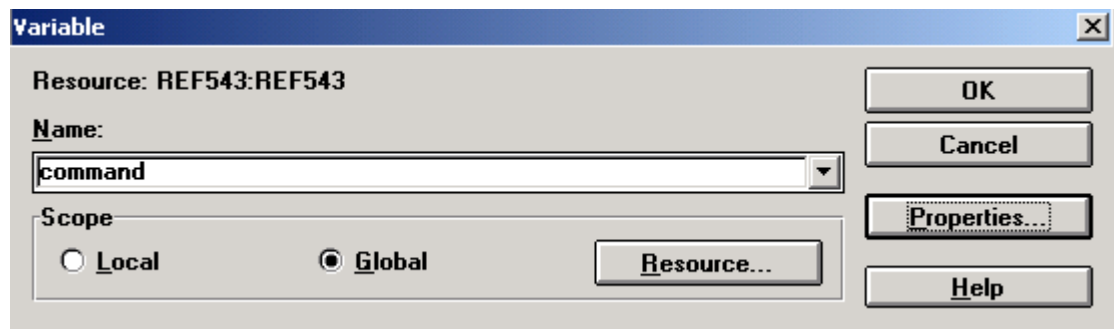 Variable
Resource: REF543:REF543
OK
Name:
Cancel
command
Scope
Properties...
Local
Global
Resource...
Help